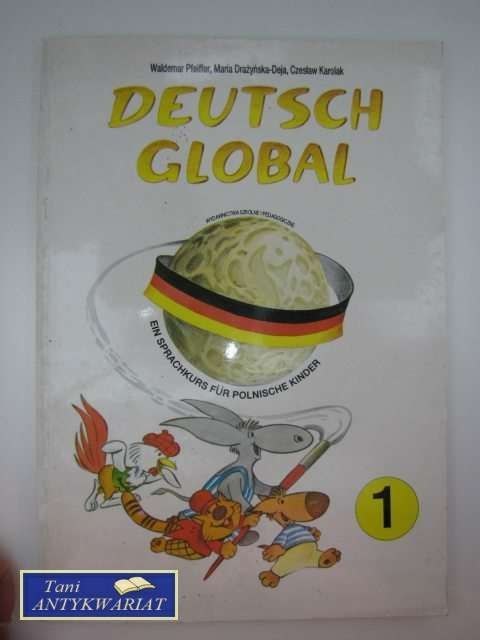 Waldemar Pfeiffer, Maria Drażyńska-Deja, Czesław Karolak
DEUTSCH
GLOBAL
WYDAWNICTWA SZKOLNE I PEDAGOGICZNE
EIN SPRACHKURS FÜR POLNISCHE KINDER
1
Tani
ANTYKWARIAT